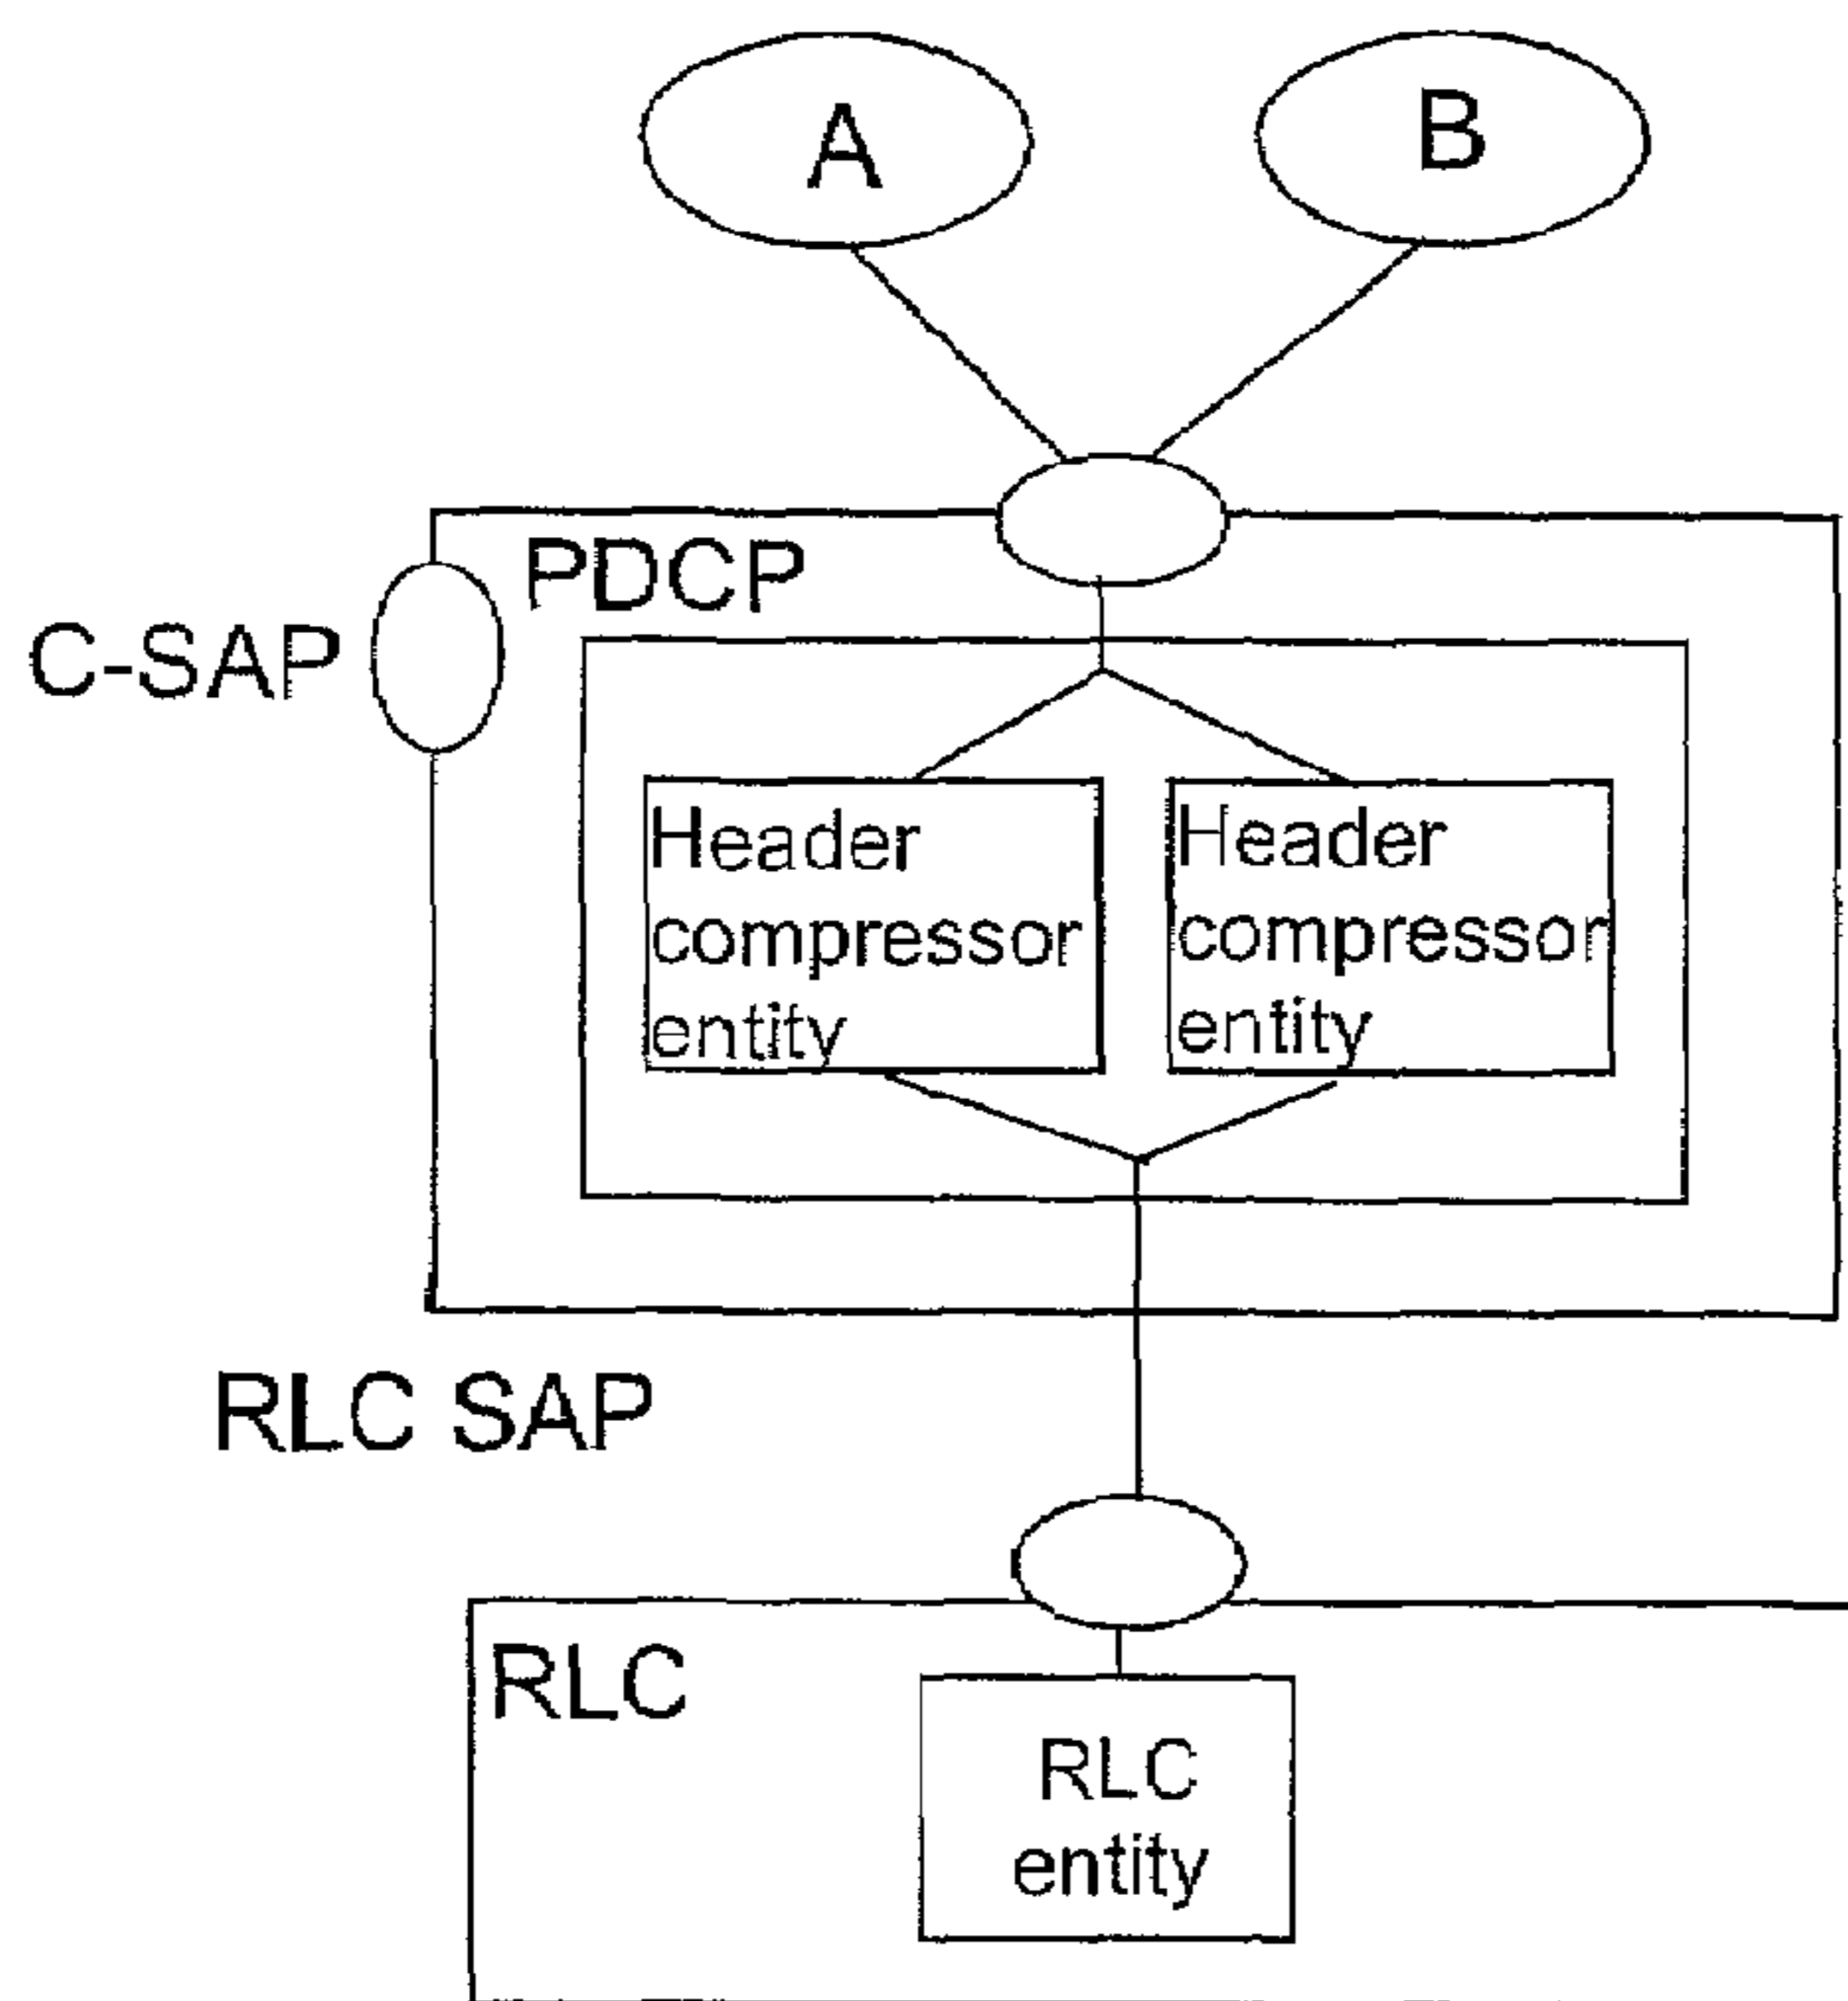 A
B
PDCP
C-SAP
Header
compressor
entity
Header
compressor
entity
RLC SAP
RLC
RLC
entity